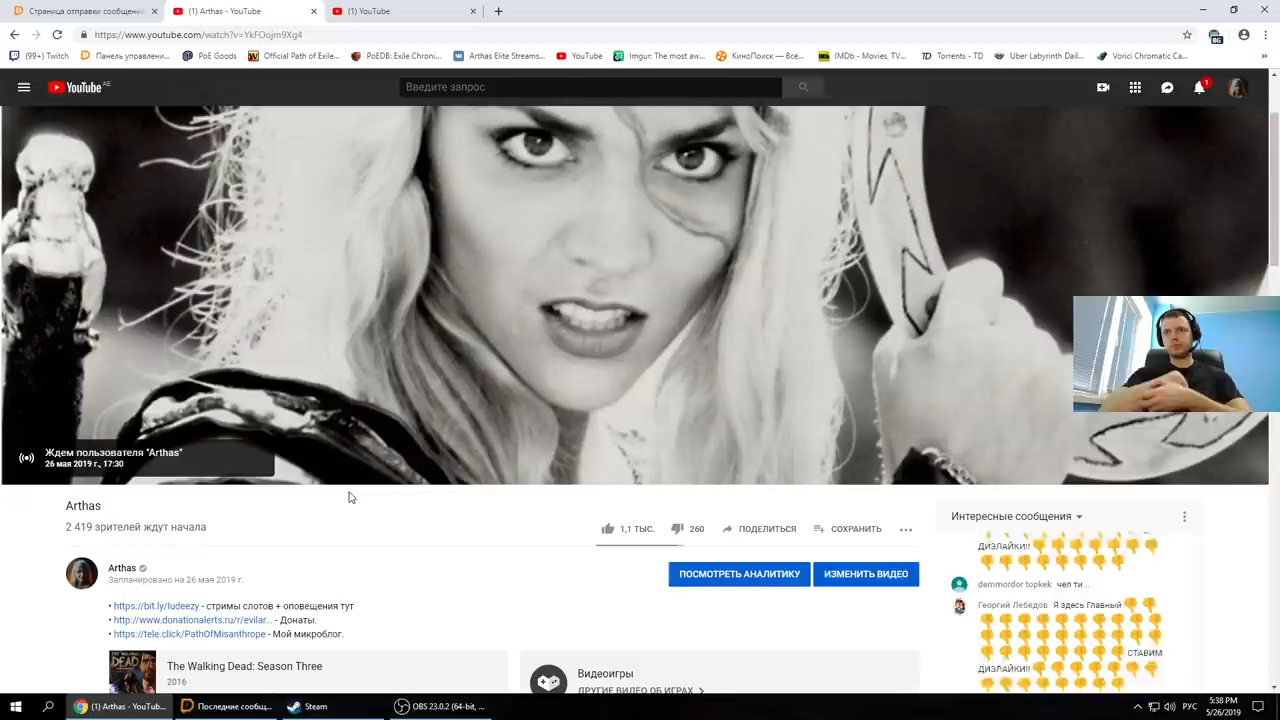 Страница отправки сообщени
(1) Arthas - YouTube
(1) YouTube
https://www.youtube.com/watch?v=YkFOojm9Xg4
(99+) Twitch
Панель управлени...
PoE Goods
Official Path of Exile...
PoEDB: Exile Chroni...
Arthas Elite Streams...
YouTube
Imgur: The most aw...
КиноПоиск — Все...
IMDb - Movies, TV...
Torrents - TD
Uber Labyrinth Dail...
Vorici Chromatic Ca...
YouTube AE
Введите запрос
1
Ждем пользователя "Arthas"
26 мая 2019 г., 17:30
Arthas
2 419 зрителей ждут начала
1,1 ТЫС.
260
ПОДЕЛИТЬСЯ
СОХРАНИТЬ
Arthas
Запланировано на 26 мая 2019 г.
ПОСМОТРЕТЬ АНАЛИТИКУ
ИЗМЕНИТЬ ВИДЕО
• https://bit.ly/ludeezy - стримы слотов + оповещения тут
• http://www.donationalerts.ru/r/evilar... - Донаты.
• https://tele.click/PathOfMisanthrope - Мой микроблог.
The Walking Dead: Season Three
2016
Видеоигры
ДРУГИЕ ВИДЕО ОБ ИГРАХ
Интересные сообщения
ДИЗЛАЙКИ!!
demmordor topkek чел ти ..
Георгий Лебедов Я здесь Главный
СТАВИМ
ДИЗЛАЙКИ!!
(1) Arthas - YouTub...
Последние сообщ...
Steam
OBS 23.0.2 (64-bit, ...
РУС
5:38 PM
5/26/2019